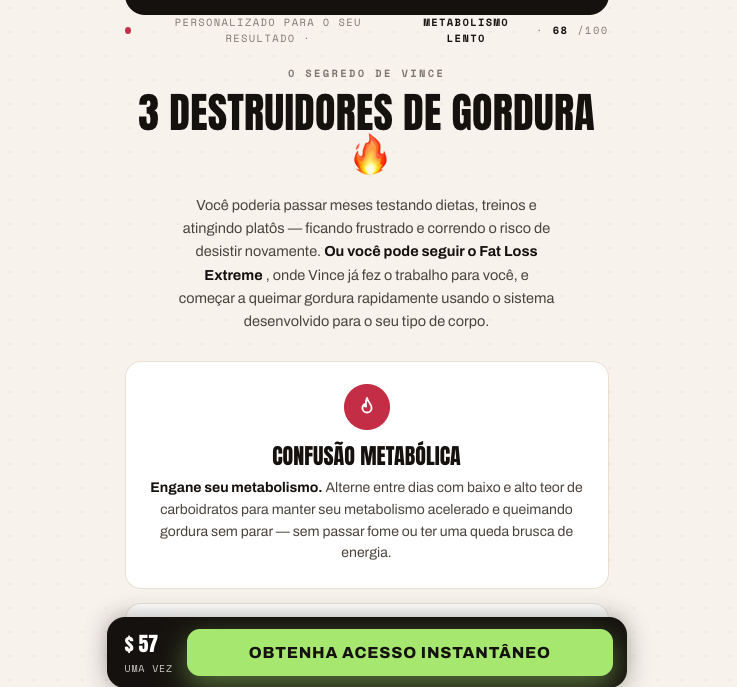 PERSONALIZADO PARA O SEU
RESULTADO ·
METABOLISMO
LENTO
· 68 /100
O SEGREDO DE VINCE
3 DESTRUIDORES DE GORDURA
🔥
Você poderia passar meses testando dietas, treinos e
atingindo platôs — ficando frustrado e correndo o risco de
desistir novamente. Ou você pode seguir o Fat Loss
Extreme , onde Vince já fez o trabalho para você, e
começar a queimar gordura rapidamente usando o sistema
desenvolvido para o seu tipo de corpo.
CONFUSÃO METABÓLICA
Engane seu metabolismo. Alterne entre dias com baixo e alto teor de
carboidratos para manter seu metabolismo acelerado e queimando
gordura sem parar — sem passar fome ou ter uma queda brusca de
energia.
$ 57
UMA VEZ
OBTENHA ACESSO INSTANTÂNEO